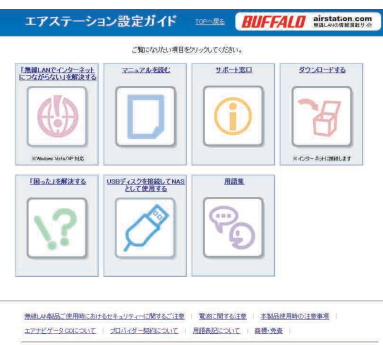 エアステーション設定ガイド TOPへ戻る BUFFALO airstation.com
無線LANの情報満載サイト
ご覧になりたい項目をクリックしてください。
「無線LANでインターネットにつながらない」を解決する
マニュアルを読む
サポート窓口
ダウンロードする
※Windows Vista/XP対応
※インターネットに接続します
「困った」を解決する
USBディスクを接続してNASとして使用する
用語集
無線LAN製品ご使用時におけるセキュリティーに関するご注意 | 電波に関する注意 | 本製品使用時の注意事項 |
エアナビゲータCDについて | プロバイダー契約について | 用語表記について | 商標・免責 |